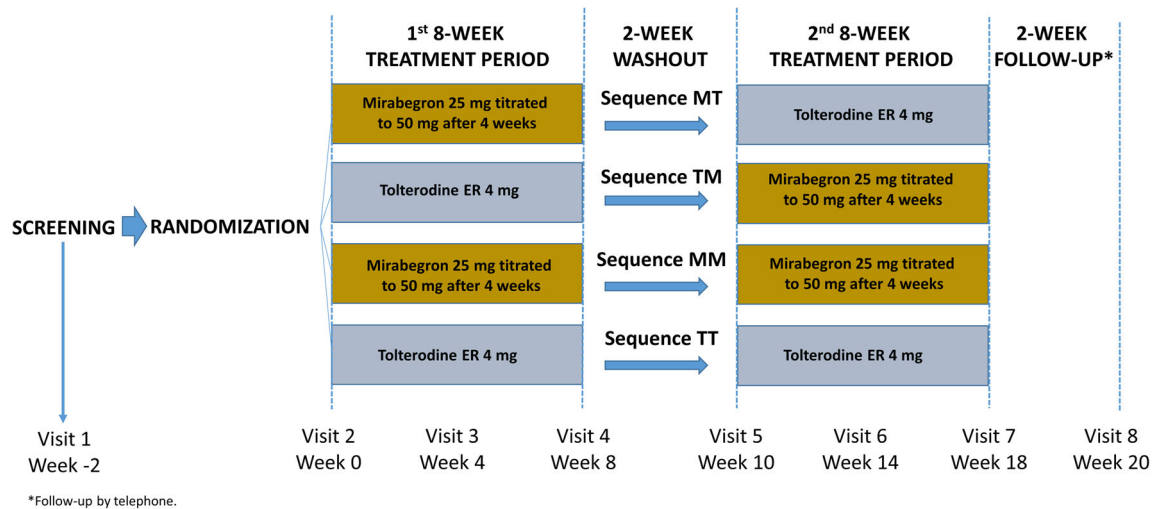 1st 8-WEEK
TREATMENT PERIOD
2-WEEK
WASHOUT
2nd 8-WEEK
TREATMENT PERIOD
2-WEEK
FOLLOW-UP*
Mirabegron 25 mg titrated
to 50 mg after 4 weeks
Sequence MT
Tolterodine ER 4 mg
Tolterodine ER 4 mg
Sequence TM
Mirabegron 25 mg titrated
to 50 mg after 4 weeks
SCREENING
RANDOMIZATION
Mirabegron 25 mg titrated
to 50 mg after 4 weeks
Sequence MM
Mirabegron 25 mg titrated
to 50 mg after 4 weeks
Tolterodine ER 4 mg
Sequence TT
Tolterodine ER 4 mg
Visit 1
Week -2
Visit 2
Week 0
Visit 3
Week 4
Visit 4
Week 8
Visit 5
Week 10
Visit 6
Week 14
Visit 7
Week 18
Visit 8
Week 20
*Follow-up by telephone.